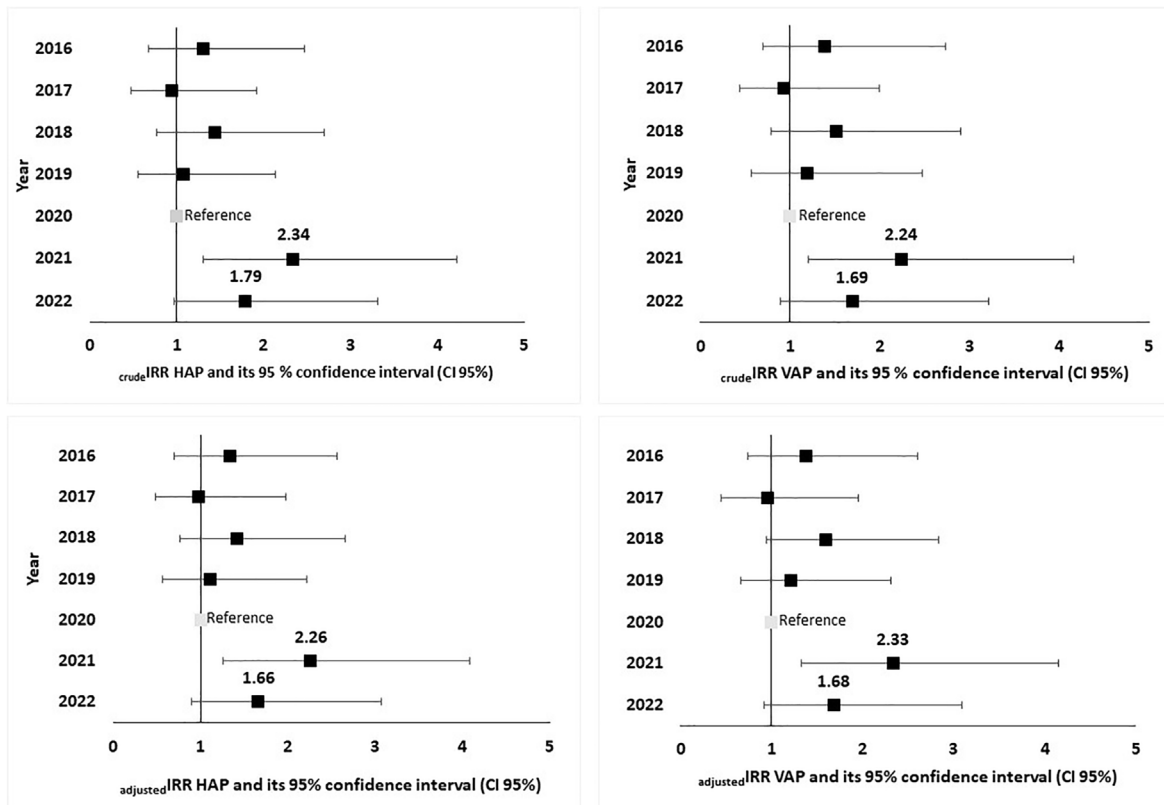 2016
2017
2018
2019
2020
2021
2022
Year
Reference
2.34
1.79
0 1 2 3 4 5
crudeIRR HAP and its 95 % confidence interval (CI 95%)
2016
2017
2018
2019
2020
2021
2022
Year
Reference
2.24
1.69
0 1 2 3 4 5
crudeIRR VAP and its 95 % confidence interval (CI 95%)
2016
2017
2018
2019
2020
2021
2022
Year
Reference
2.26
1.66
0 1 2 3 4 5
adjustedIRR HAP and its 95% confidence interval (CI 95%)
2016
2017
2018
2019
2020
2021
2022
Reference
2.33
1.68
0 1 2 3 4 5
adjustedIRR VAP and its 95% confidence interval (CI 95%)